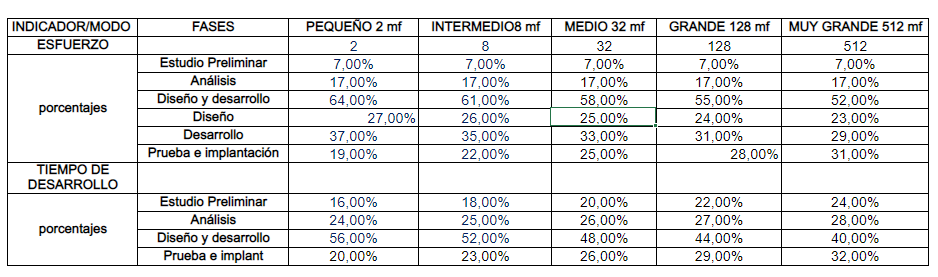 INDICADOR/MODO FASES PEQUEÑO 2 mf INTERMEDIO8 mf MEDIO 32 mf GRANDE 128 mf MUY GRANDE 512 mf
ESFUERZO 2 8 32 128 512
porcentajes
Estudio Preliminar 7,00% 7,00% 7,00% 7,00% 7,00%
Análisis 17,00% 17,00% 17,00% 17,00% 17,00%
Diseño y desarrollo 64,00% 61,00% 58,00% 55,00% 52,00%
Diseño 27,00% 26,00% 25,00% 24,00% 23,00%
Desarrollo 37,00% 35,00% 33,00% 31,00% 29,00%
Prueba e implantación 19,00% 22,00% 25,00% 28,00% 31,00%
TIEMPO DE
DESARROLLO
porcentajes
Estudio Preliminar 16,00% 18,00% 20,00% 22,00% 24,00%
Análisis 24,00% 25,00% 26,00% 27,00% 28,00%
Diseño y desarrollo 56,00% 52,00% 48,00% 44,00% 40,00%
Prueba e implant 20,00% 23,00% 26,00% 29,00% 32,00%